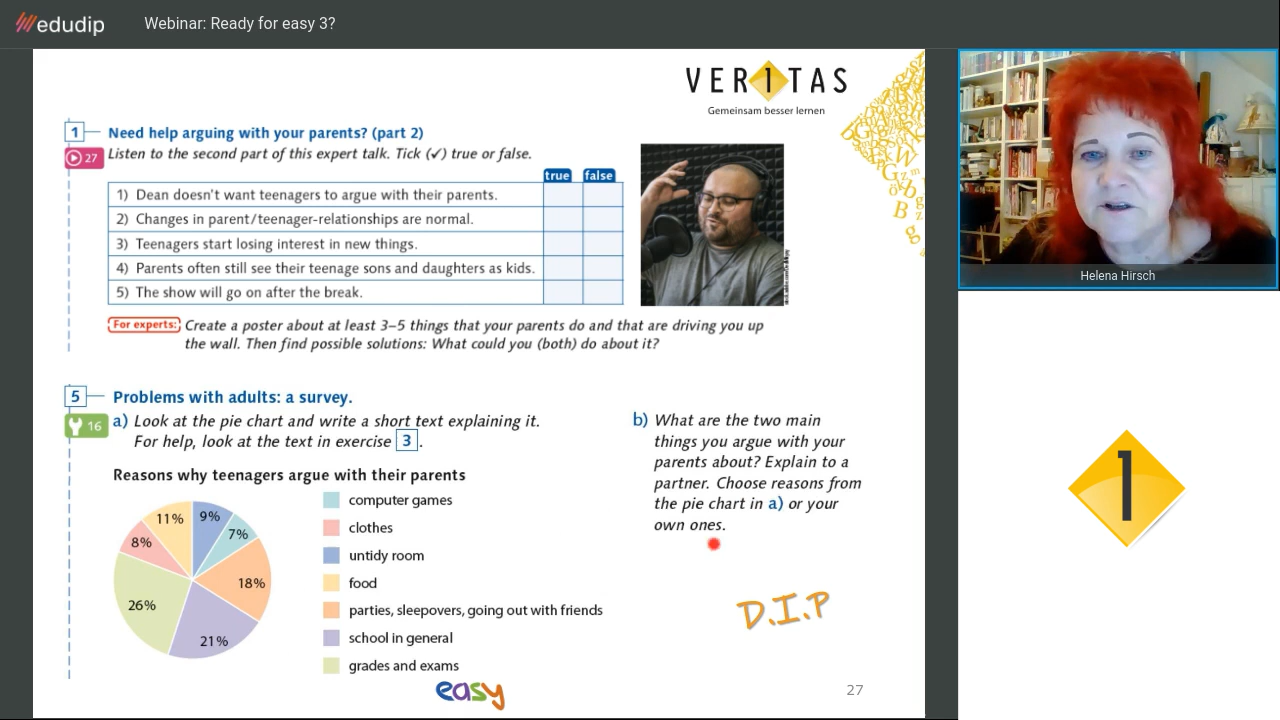 edudip
Webinar: Ready for easy 3?
VERITAS
Gemeinsam besser lernen
1
Need help arguing with your parents? (part 2)
27
Listen to the second part of this expert talk. Tick (✓) true or false.
true false
1) Dean doesn't want teenagers to argue with their parents.
2) Changes in parent/teenager-relationships are normal.
3) Teenagers start losing interest in new things.
4) Parents often still see their teenage sons and daughters as kids.
5) The show will go on after the break.
For experts: Create a poster about at least 3–5 things that your parents do and that are driving you up
the wall. Then find possible solutions: What could you (both) do about it?
5
Problems with adults: a survey.
16
a) Look at the pie chart and write a short text explaining it.
For help, look at the text in exercise 3.
Reasons why teenagers argue with their parents
9%
7%
18%
21%
26%
8%
11%
computer games
clothes
untidy room
food
parties, sleepovers, going out with friends
school in general
grades and exams
b) What are the two main
things you argue with your
parents about? Explain to a
partner. Choose reasons from
the pie chart in a) or your
own ones.
D.I.P
easy
27
Helena Hirsch
1